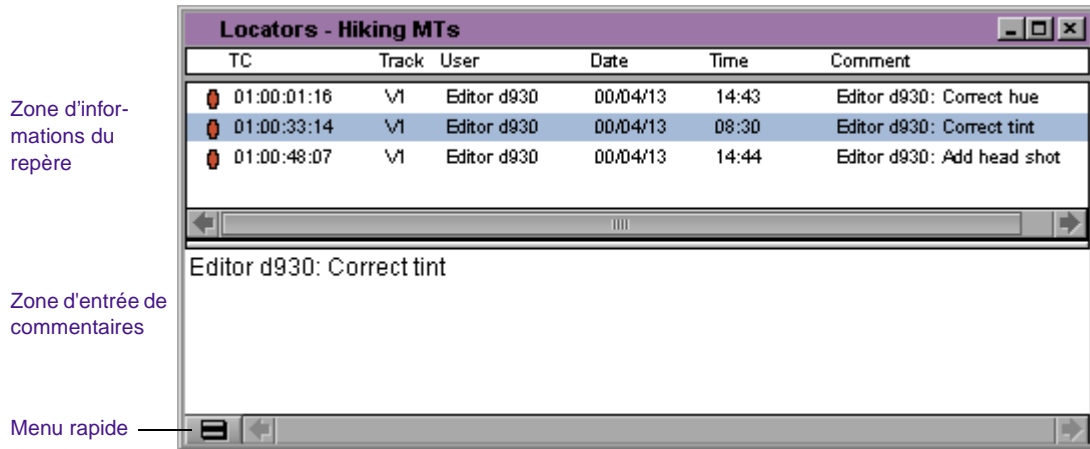 Locators - Hiking MTs
TC Track User Date Time Comment
01:00:01:16 V1 Editor d930 00/04/13 14:43 Editor d930: Correct hue
01:00:33:14 V1 Editor d930 00/04/13 08:30 Editor d930: Correct tint
01:00:48:07 V1 Editor d930 00/04/13 14:44 Editor d930: Add head shot
Zone d'infor-
mations du
repère
Editor d930: Correct tint
Zone d'entrée de
commentaires
Menu rapide